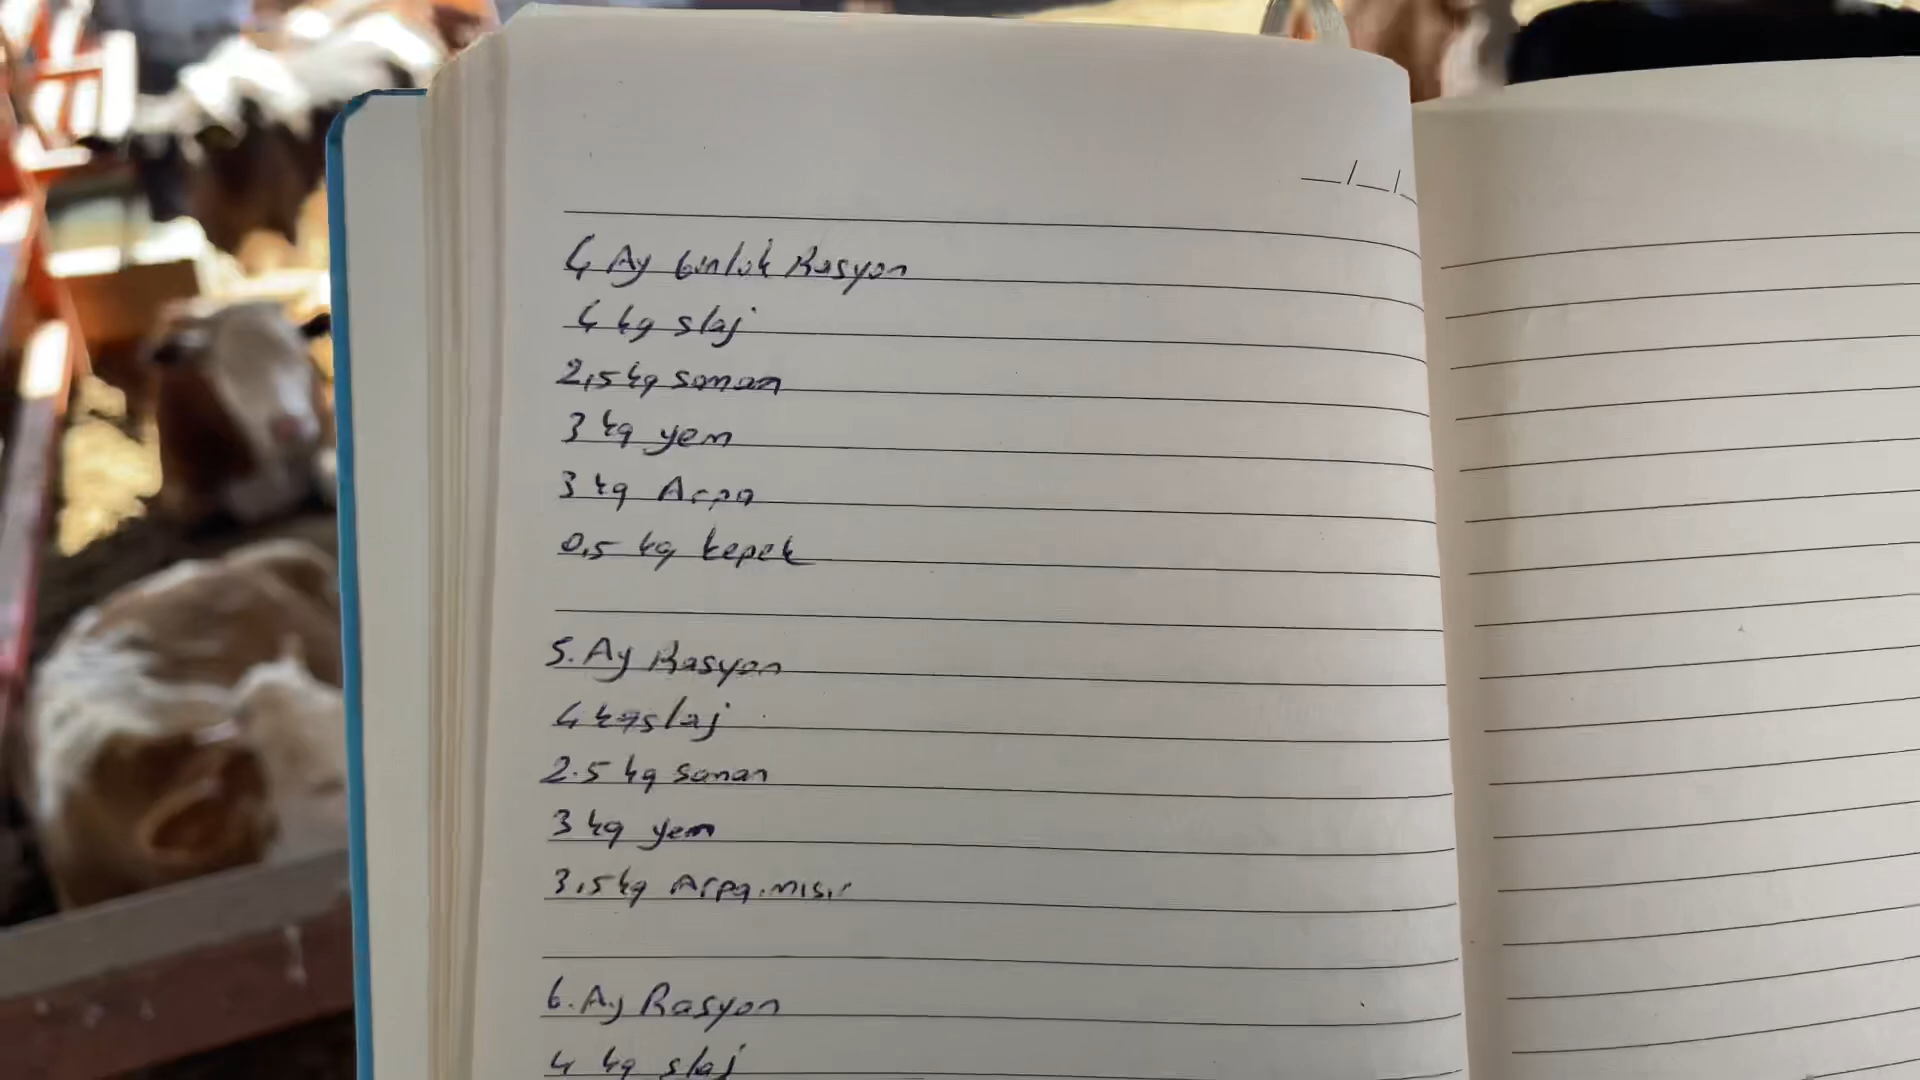 4 Ay Günlük Rasyon
4 kg slaj
2,5 kg saman
3 kg yem
3 kg Arpa
0,5 kg kepek
5. Ay Rasyon
4 kg slaj
2.5 kg saman
3 kg yem
3,5 kg Arpa.mısır
6. Ay Rasyon
4 kg slaj